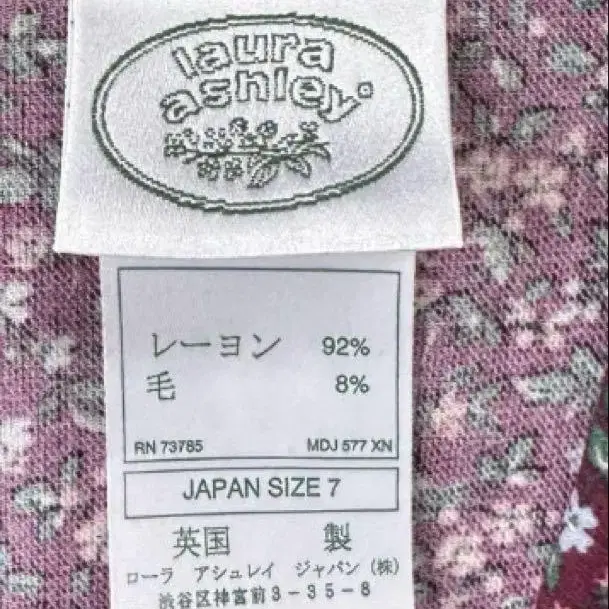 laura
ashley®
レーヨン 92%
毛 8%
RN 73785 MDJ 577 XN
JAPAN SIZE 7
英国 製
ローラ アシュレイ ジャパン (株)
渋谷区神宮前3-35-8